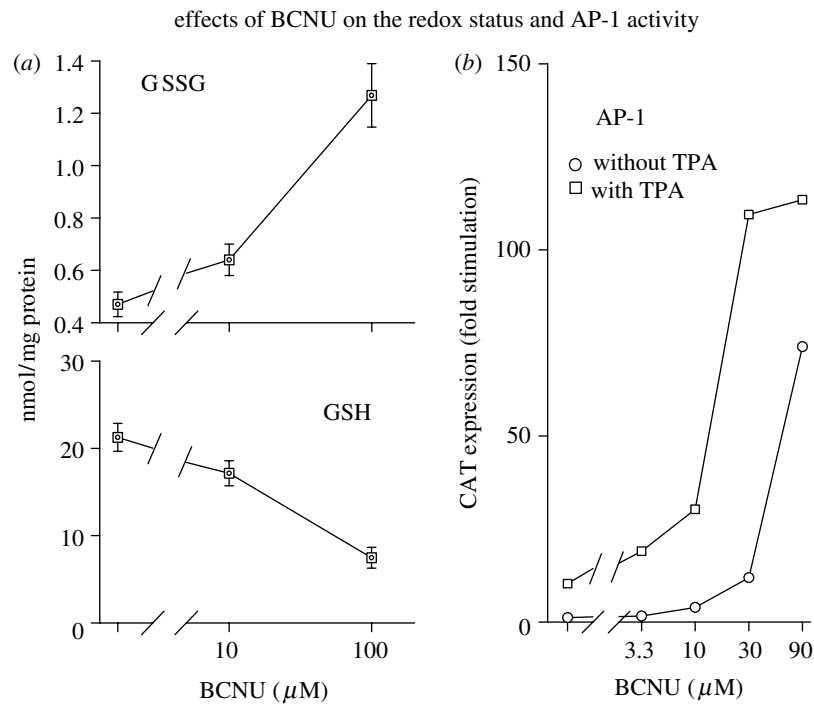 effects of BCNU on the redox status and AP-1 activity
(a)
GSSG
1.4
1.2
1.0
0.8
0.6
0.4
nmol/mg protein
GSH
30
20
10
0
10 100
BCNU (μM)
(b)
150
100
50
0
CAT expression (fold stimulation)
AP-1
without TPA
with TPA
3.3 10 30 90
BCNU (μM)